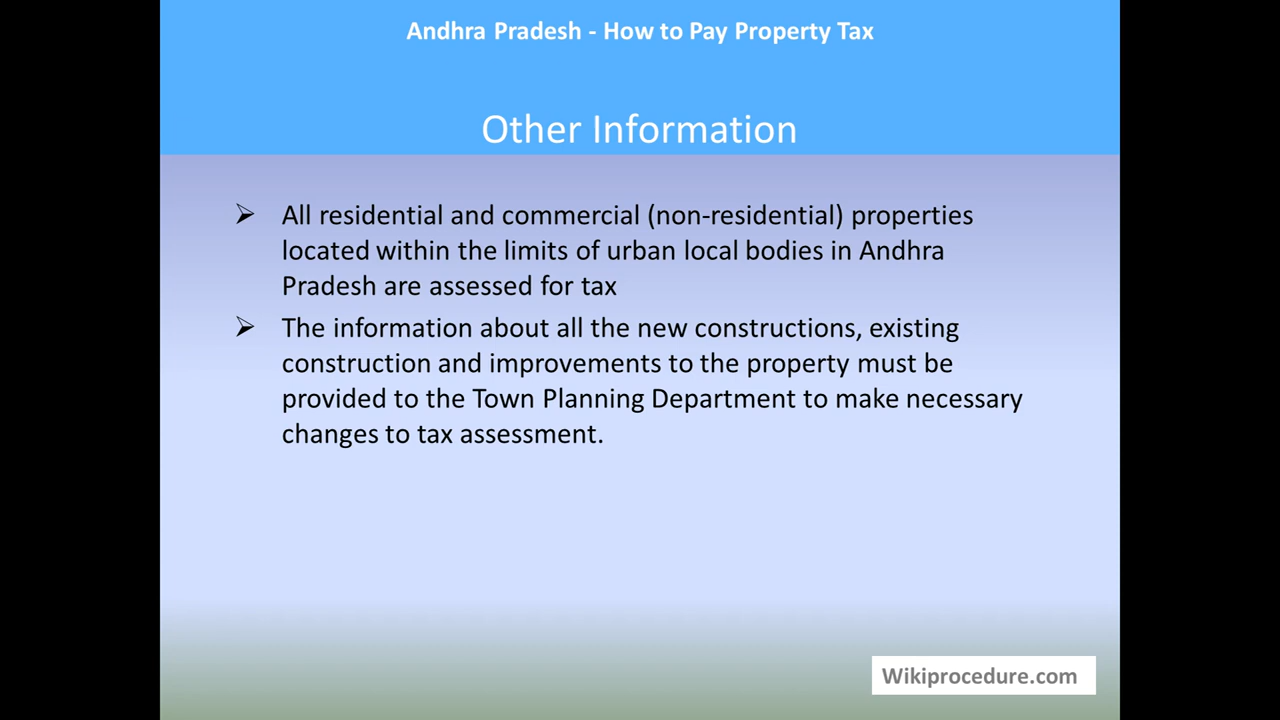 Andhra Pradesh - How to Pay Property Tax
Other Information
➢ All residential and commercial (non-residential) properties
located within the limits of urban local bodies in Andhra
Pradesh are assessed for tax
➢ The information about all the new constructions, existing
construction and improvements to the property must be
provided to the Town Planning Department to make necessary
changes to tax assessment.
Wikiprocedure.com